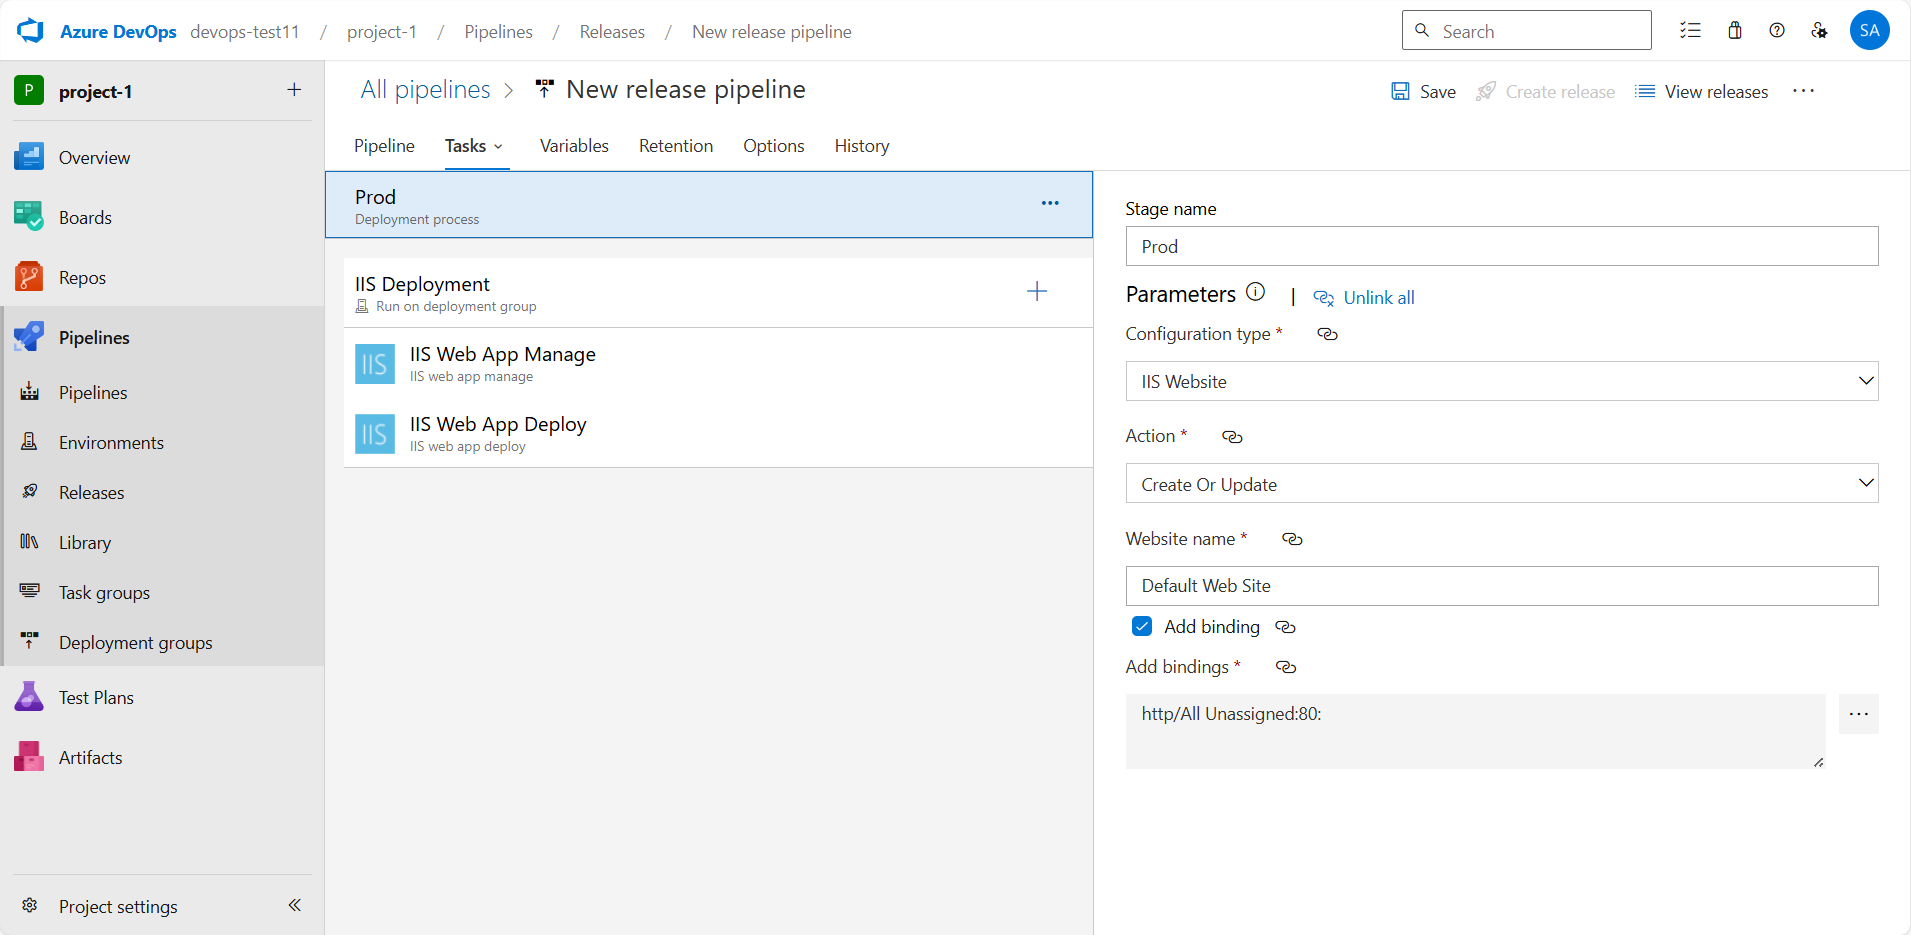 Azure DevOps devops-test11 / project-1 / Pipelines / Releases / New release pipeline
Search
SA
P project-1
Overview
Boards
Repos
Pipelines
Pipelines
Environments
Releases
Library
Task groups
Deployment groups
Test Plans
Artifacts
Project settings
All pipelines > New release pipeline
Save
Create release
View releases
Pipeline
Tasks
Variables
Retention
Options
History
Prod
Deployment process
IIS Deployment
Run on deployment group
IIS
IIS Web App Manage
IIS web app manage
IIS
IIS Web App Deploy
IIS web app deploy
Stage name
Prod
Parameters | Unlink all
Configuration type *
IIS Website
Action *
Create Or Update
Website name *
Default Web Site
Add binding
Add bindings *
http/All Unassigned:80: